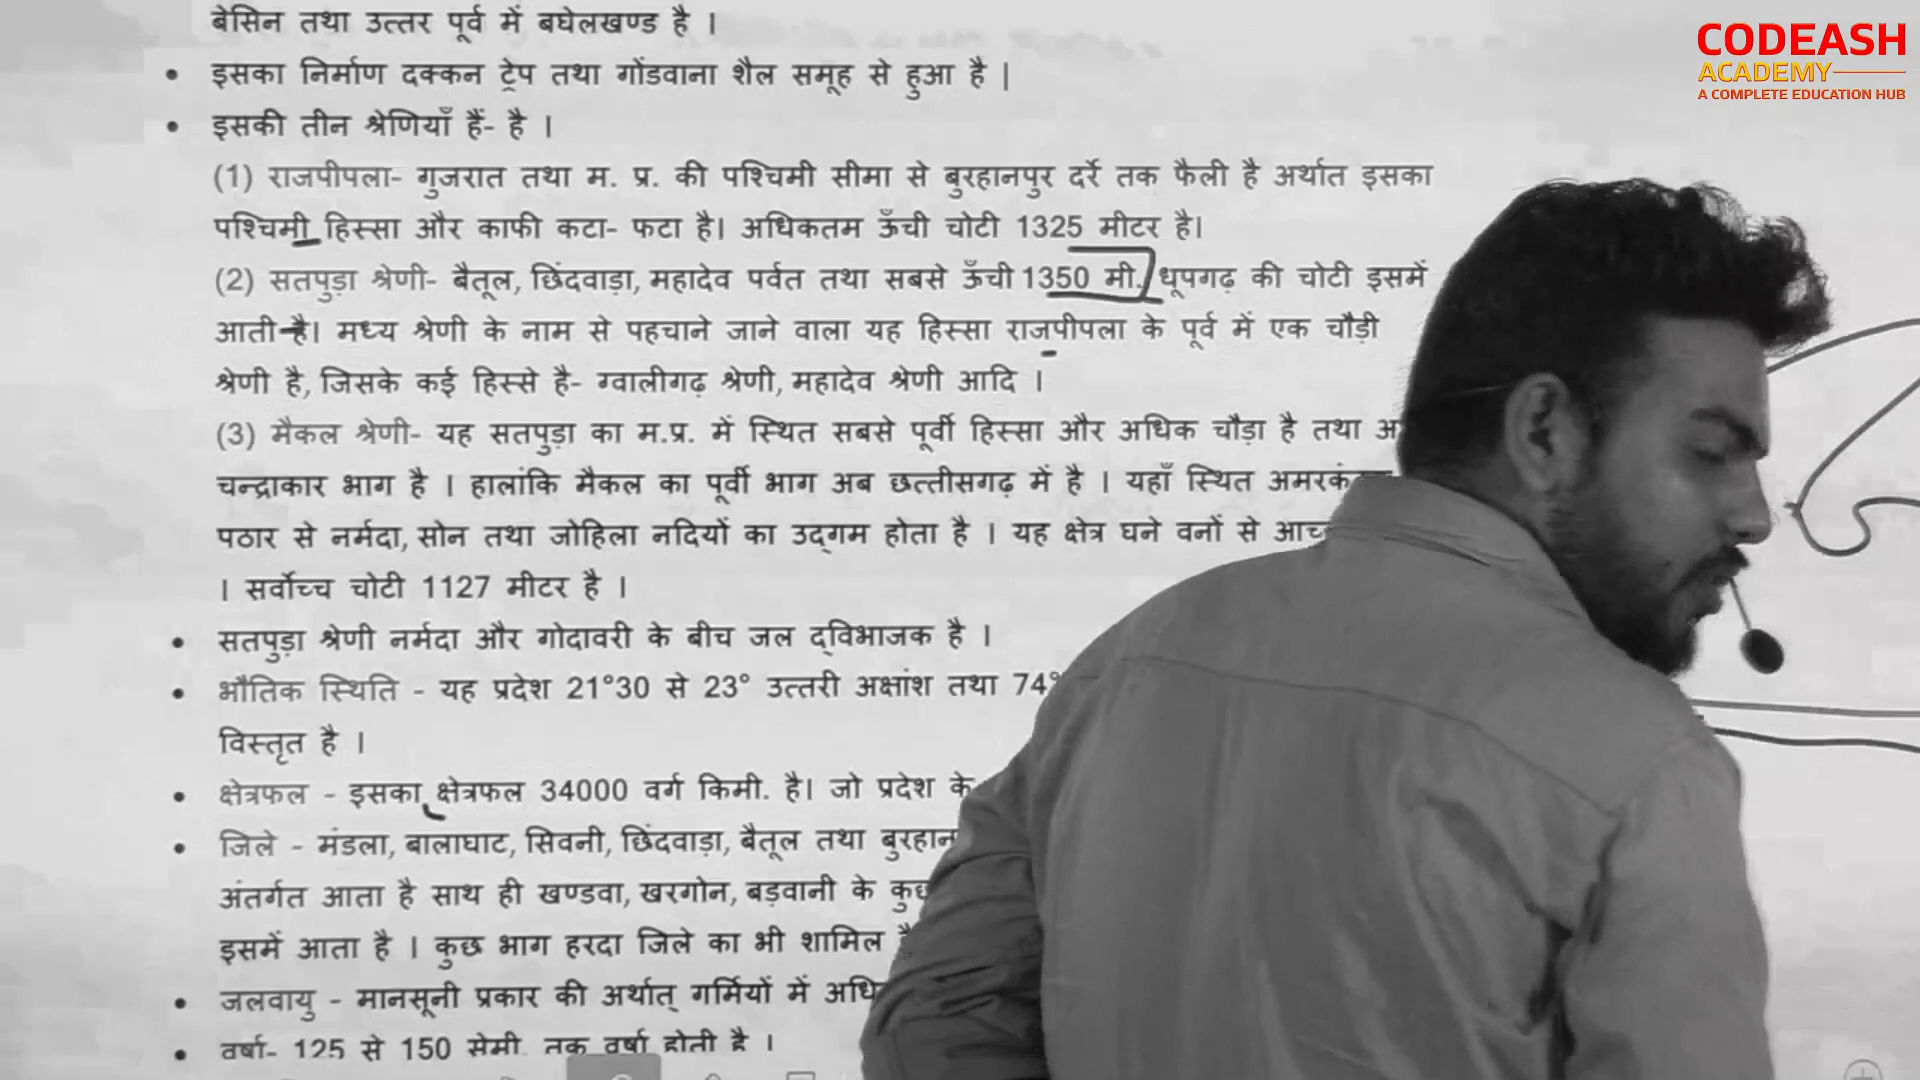 बेसिन तथा उत्तर पूर्व में बघेलखण्ड है ।
CODEASH
ACADEMY
A COMPLETE EDUCATION HUB
• इसका निर्माण दक्कन ट्रेप तथा गोंडवाना शैल समूह से हुआ है |
• इसकी तीन श्रेणियाँ हैं- है ।
(1) राजपीपला- गुजरात तथा म. प्र. की पश्चिमी सीमा से बुरहानपुर दर्रे तक फैली है अर्थात इसका
पश्चिमी हिस्सा और काफी कटा- फटा है। अधिकतम ऊँची चोटी 1325 मीटर है।
(2) सतपुड़ा श्रेणी- बैतूल, छिंदवाड़ा, महादेव पर्वत तथा सबसे ऊँची 1350 मी. धूपगढ़ की चोटी इसमें
आती है। मध्य श्रेणी के नाम से पहचाने जाने वाला यह हिस्सा राजपीपला के पूर्व में एक चौड़ी
श्रेणी है, जिसके कई हिस्से है- ग्वालीगढ़ श्रेणी, महादेव श्रेणी आदि ।
(3) मैकल श्रेणी- यह सतपुड़ा का म.प्र. में स्थित सबसे पूर्वी हिस्सा और अधिक चौड़ा है तथा
चन्द्राकार भाग है । हालांकि मैकल का पूर्वी भाग अब छत्तीसगढ़ में है । यहाँ स्थित
पठार से नर्मदा, सोन तथा जोहिला नदियों का उद्गम होता है । यह क्षेत्र घने वनों से
। सर्वोच्च चोटी 1127 मीटर है ।
• सतपुड़ा श्रेणी नर्मदा और गोदावरी के बीच जल द्विभाजक है ।
• भौतिक स्थिति - यह प्रदेश 21°30 से 23° उत्तरी अक्षांश तथा 74°
विस्तृत है ।
• क्षेत्रफल - इसका क्षेत्रफल 34000 वर्ग किमी. है। जो प्रदेश के
• जिले - मंडला, बालाघाट, सिवनी, छिंदवाड़ा, बैतूल तथा
अंतर्गत आता है साथ ही खण्डवा, खरगोन, बड़वानी के
इसमें आता है । कुछ भाग हरदा जिले का भी शामिल
• जलवायु - मानसूनी प्रकार की अर्थात् गर्मियों में
• वर्षा- 125 से 150 सेमी. तक वर्षा होती है ।